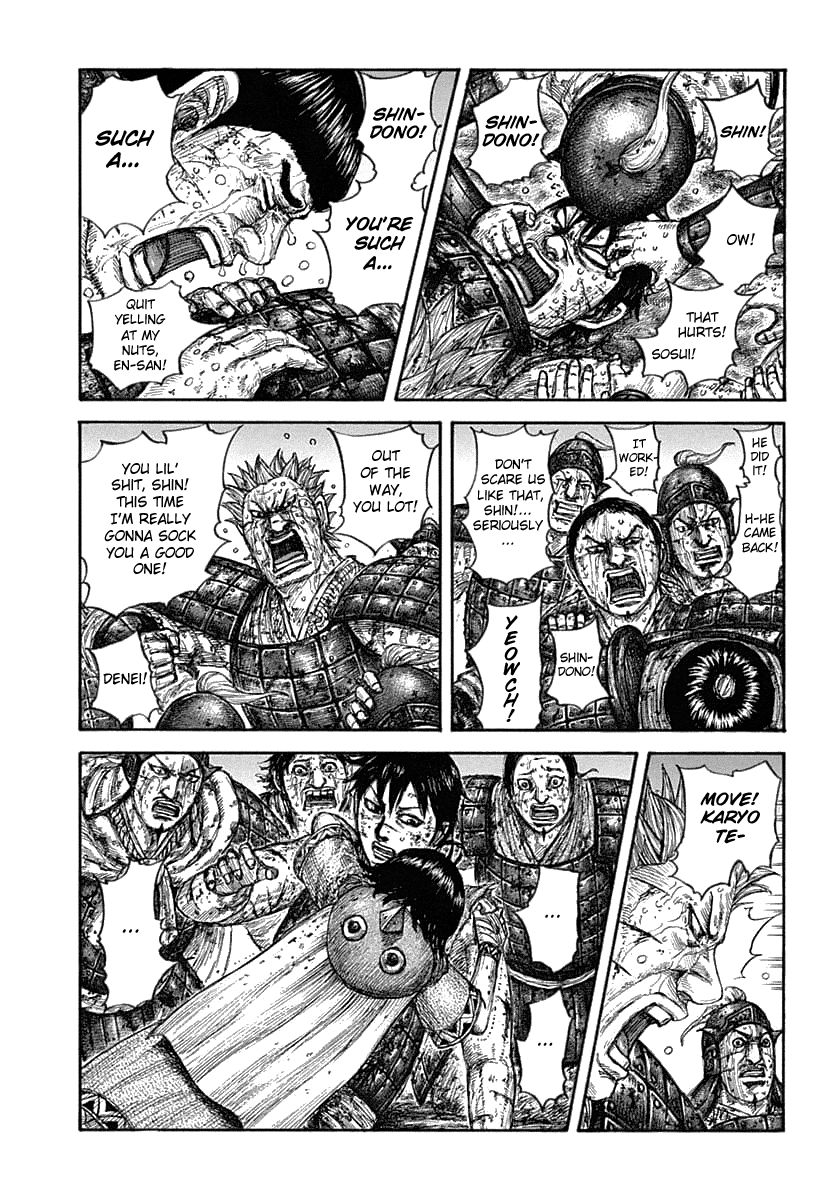 SHIN!
SHIN-
DONO!
OW!
THAT
HURTS!
SOSUI!
SHIN-
DONO!
YOU'RE
SUCH
A...
SUCH
A...
QUIT
YELLING
AT MY
NUTS,
EN-SAN!
HE
DID
IT!
H-HE
CAME
BACK!
IT
WORK-
ED!
DON'T
SCARE US
LIKE THAT,
SHIN!...
SERIOUSLY
...
SHIN-
DONO!
YEOWCH!
OUT
OF THE
WAY,
YOU LOT!
YOU LIL'
SHIT, SHIN!
THIS TIME
I'M REALLY
GONNA SOCK
YOU A GOOD
ONE!
DENEI!
MOVE!
KARYO
TE-
...
...
...